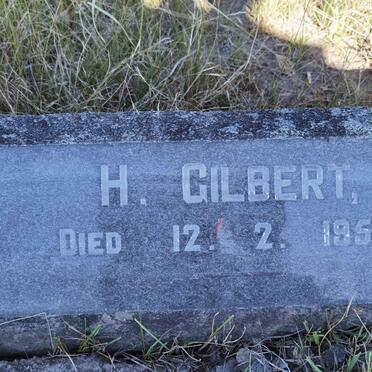 H. GILBERT,
DIED 12. 2. 195